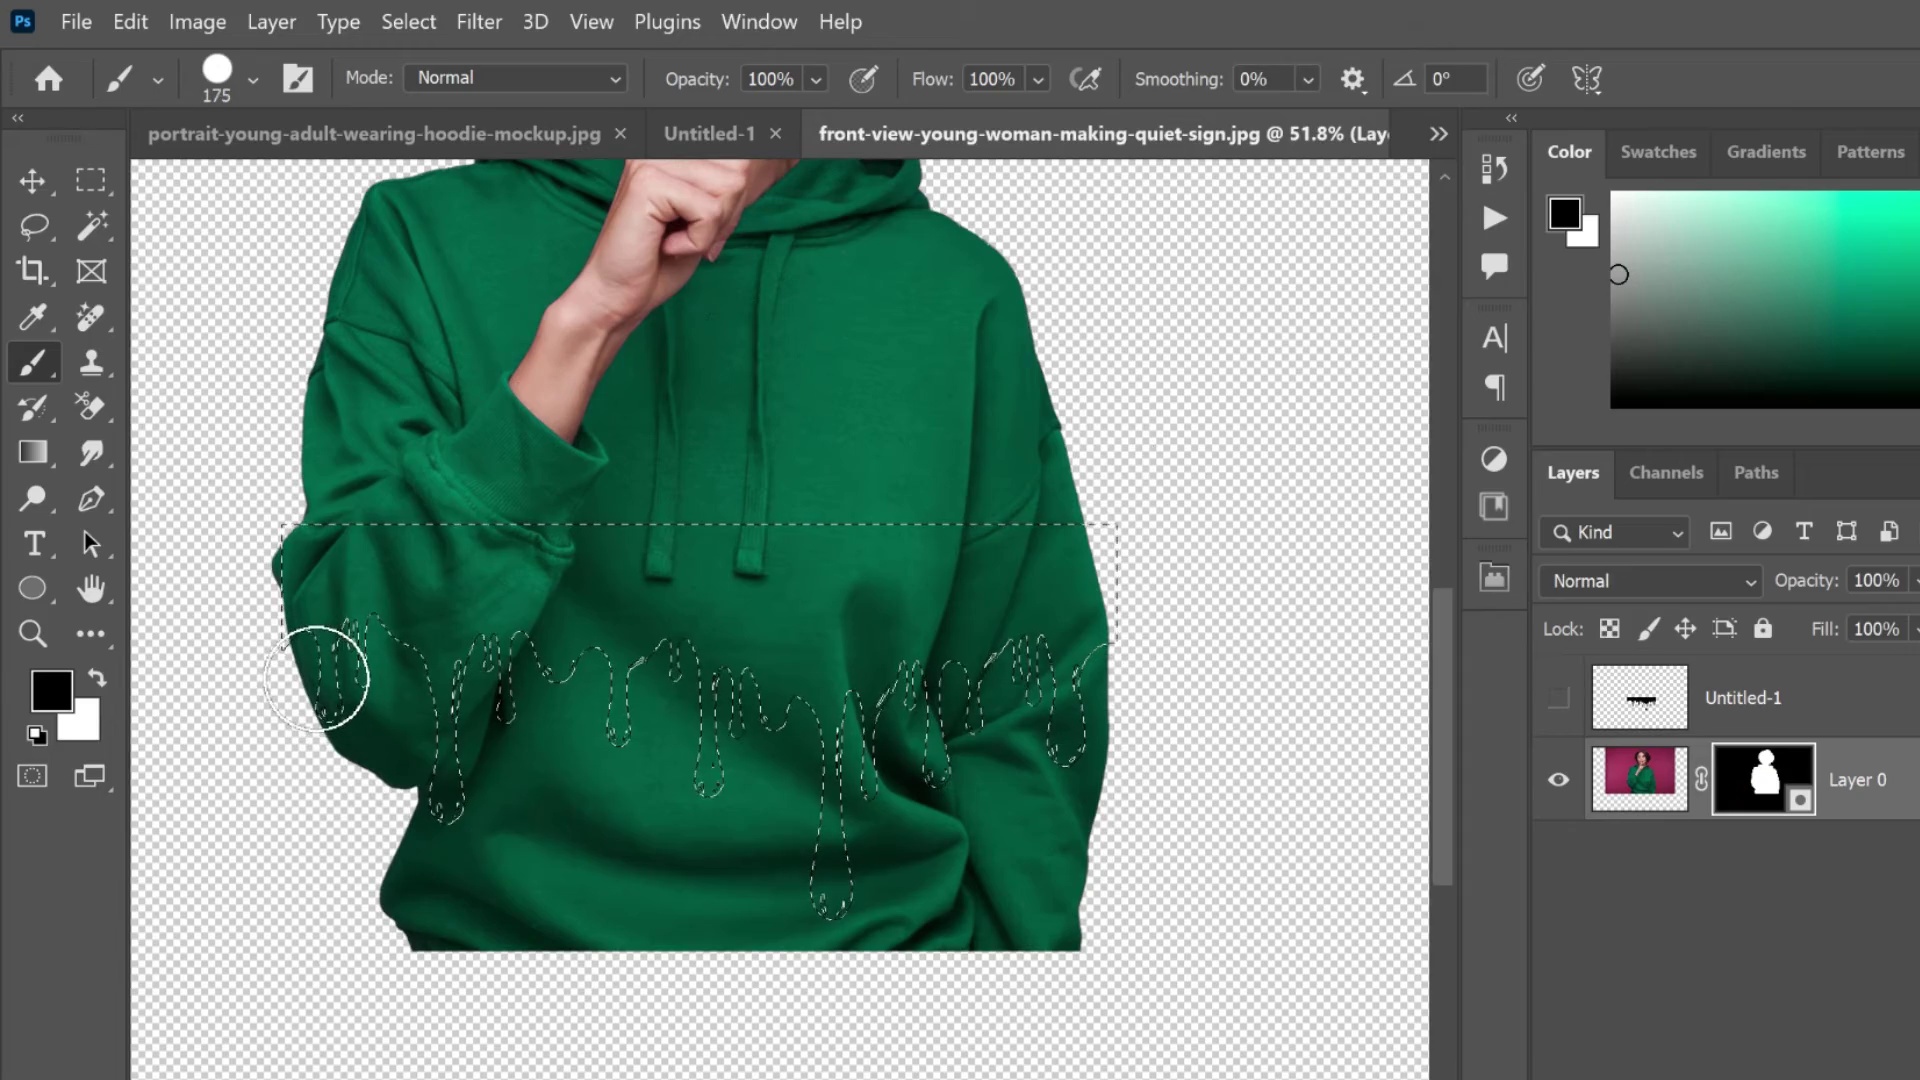 Ps File Edit Image Layer Type Select Filter 3D View Plugins Window Help
175 Mode: Normal Opacity: 100% Flow: 100% Smoothing: 0% 0°
portrait-young-adult-wearing-hoodie-mockup.jpg × Untitled-1 × front-view-young-woman-making-quiet-sign.jpg @ 51.8% (Laye
Color Swatches Gradients Patterns
Layers Channels Paths
Kind
Normal Opacity: 100%
Lock: Fill: 100%
Untitled-1
Layer 0